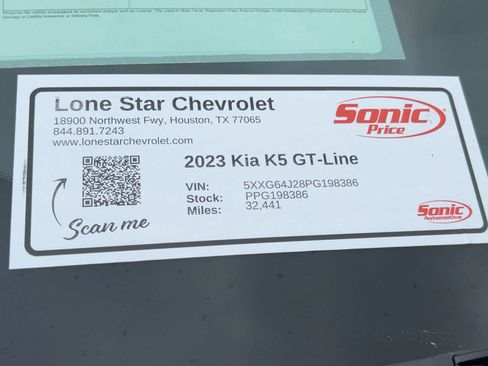 Lone Star Chevrolet
18900 Northwest Fwy, Houston, TX 77065
844.891.7243
www.lonestarchevrolet.com
Sonic
Price
2023 Kia K5 GT-Line
VIN: 5XXG64J28PG198386
Stock: PPG198386
Miles: 32,441
Scan me
Sonic
Automotive